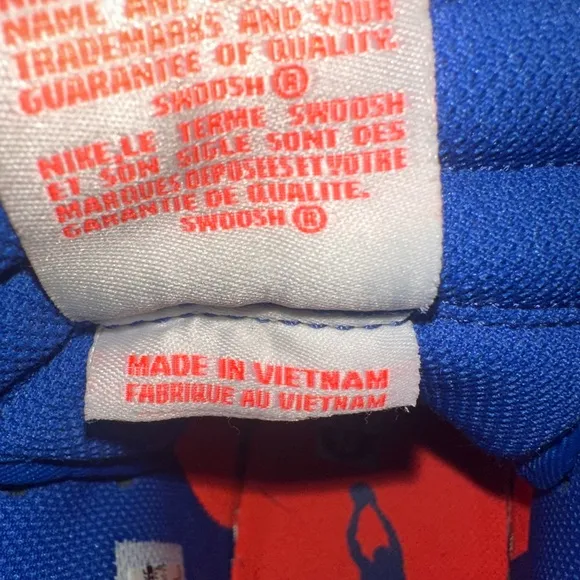 NAME AND
TRADEMARKS AND YOUR
GUARANTEE OF QUALITY.
SWOOSH ®
NIKE, LE TERME SWOOSH
ET SON SIGLE SONT DES
MARQUES DEPOSEES ET VOTRE
GARANTIE DE QUALITE.
SWOOSH ®
MADE IN VIETNAM
FABRIQUE AU VIETNAM